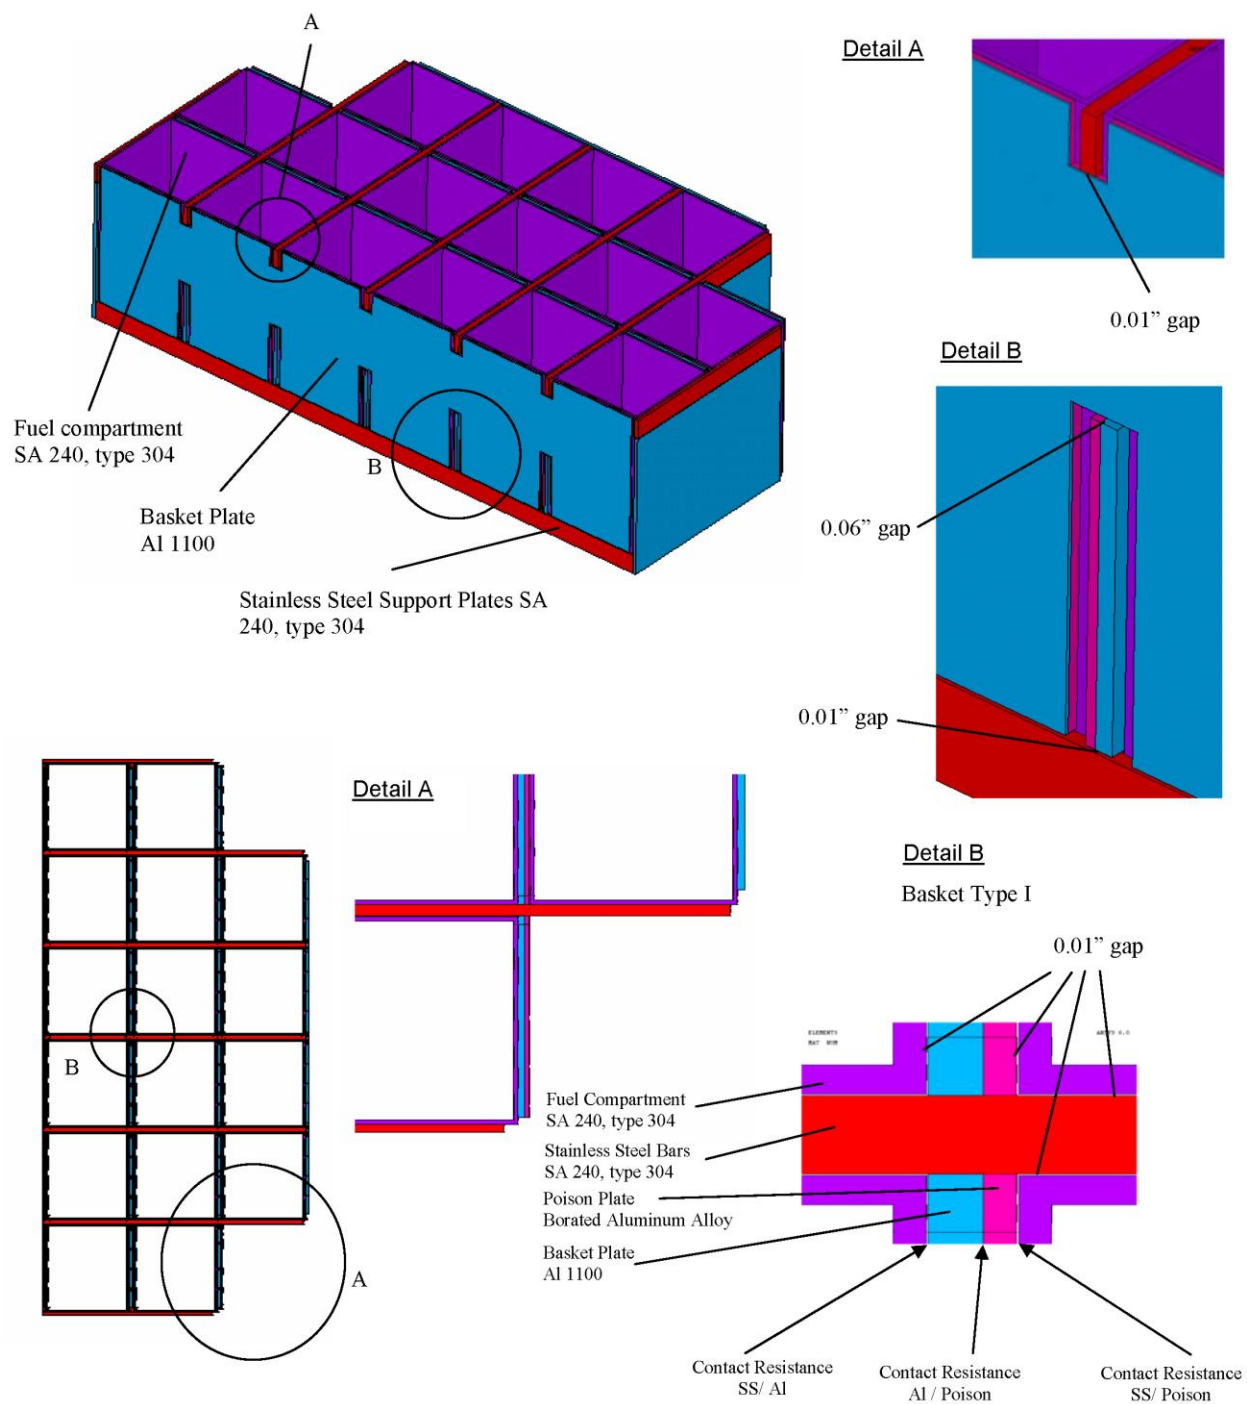 A
Detail A
0.01” gap
Detail B
Fuel compartment
SA 240, type 304
B
Basket Plate
Al 1100
0.06” gap
Stainless Steel Support Plates SA
240, type 304
0.01” gap
Detail A
Detail B
Basket Type I
0.01” gap
B
ELEMENTS
MAT NUM
Fuel Compartment
SA 240, type 304
Stainless Steel Bars
SA 240, type 304
Poison Plate
Borated Aluminum Alloy
Basket Plate
Al 1100
A
Contact Resistance
SS/ Al
Contact Resistance
Al / Poison
Contact Resistance
SS/ Poison